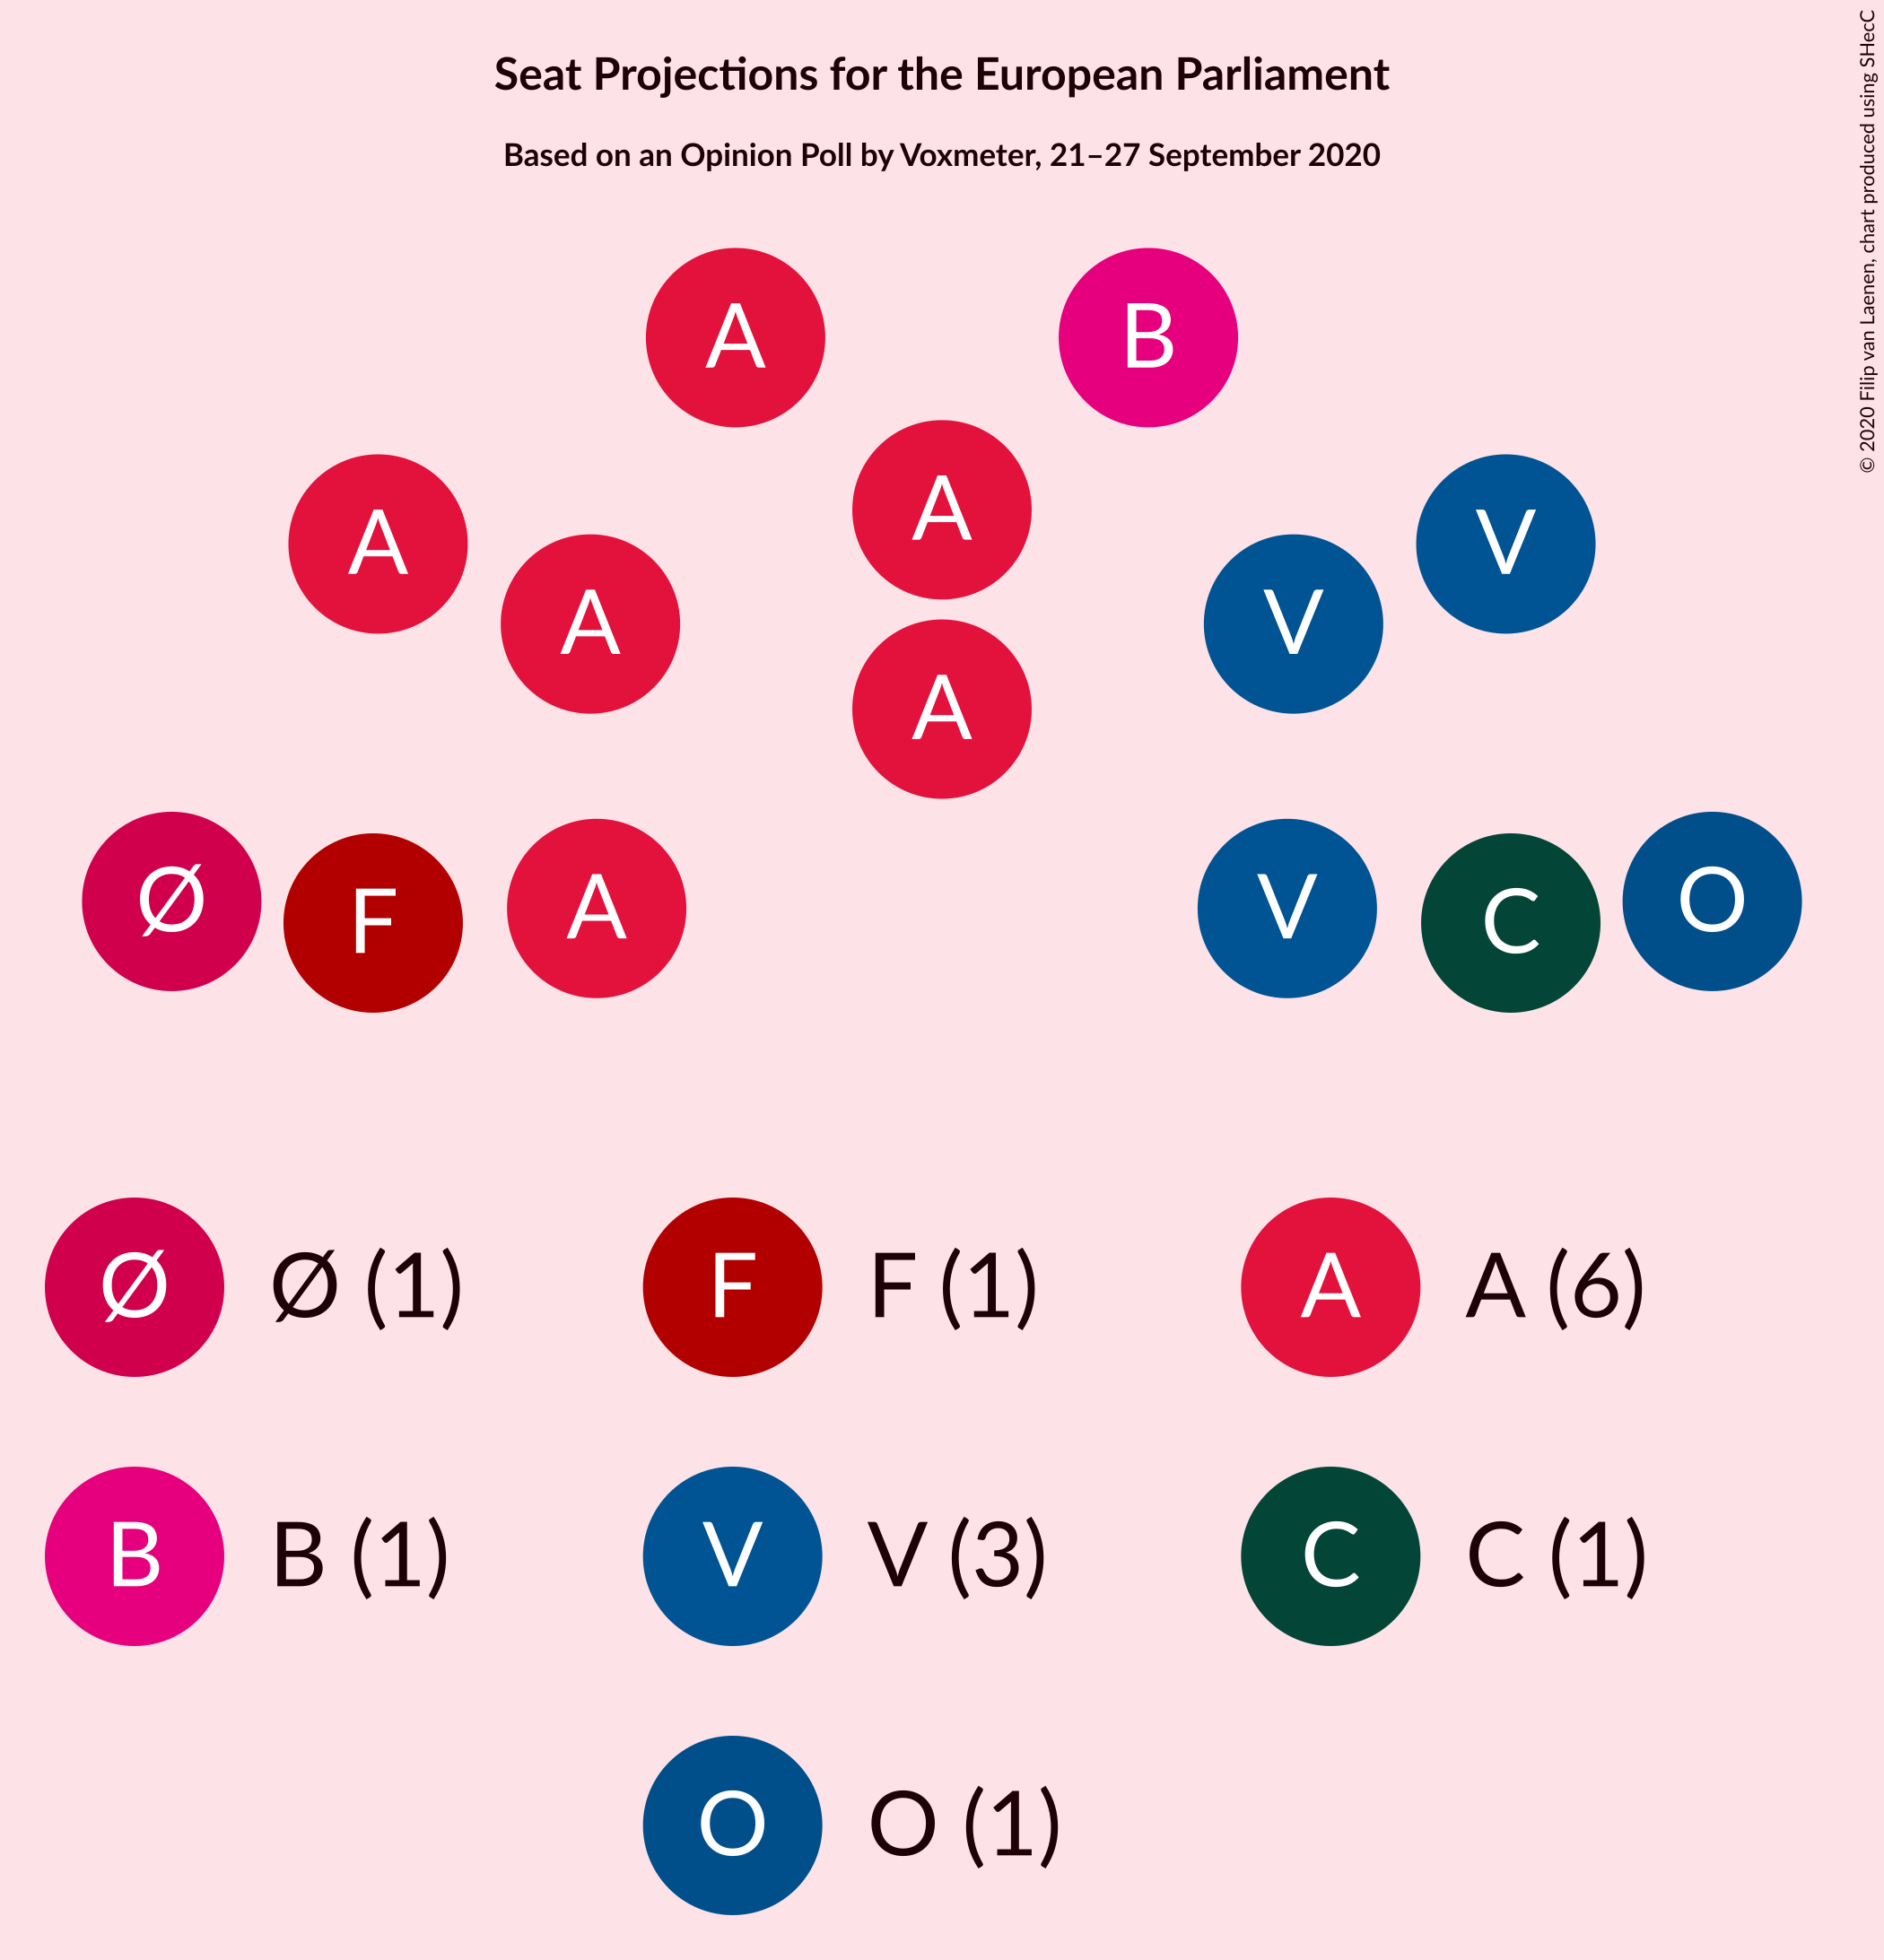 Seat Projections for the European Parliament
Based on an Opinion Poll by Voxmeter, 21–27 September 2020
© 2020 Filip van Laenen, chart produced using SHecC
A B
A
A V
A V
A
Ø A V O
F C
Ø Ø (1) F F (1) A A (6)
B B (1) V V (3) C C (1)
O O (1)